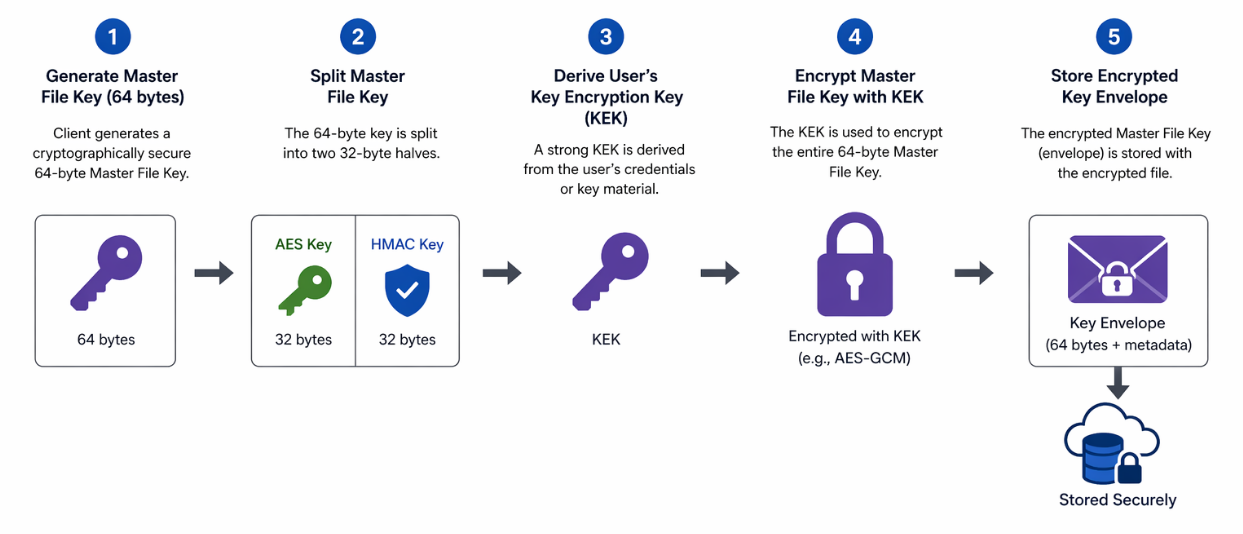 1
Generate Master
File Key (64 bytes)
Client generates a
cryptographically secure
64-byte Master File Key.
64 bytes
2
Split Master
File Key
The 64-byte key is split
into two 32-byte halves.
AES Key
32 bytes
HMAC Key
32 bytes
3
Derive User's
Key Encryption Key
(KEK)
A strong KEK is derived
from the user's credentials
or key material.
KEK
4
Encrypt Master
File Key with KEK
The KEK is used to encrypt
the entire 64-byte Master
File Key.
Encrypted with KEK
(e.g., AES-GCM)
5
Store Encrypted
Key Envelope
The encrypted Master File Key
(envelope) is stored with
the encrypted file.
Key Envelope
(64 bytes + metadata)
Stored Securely